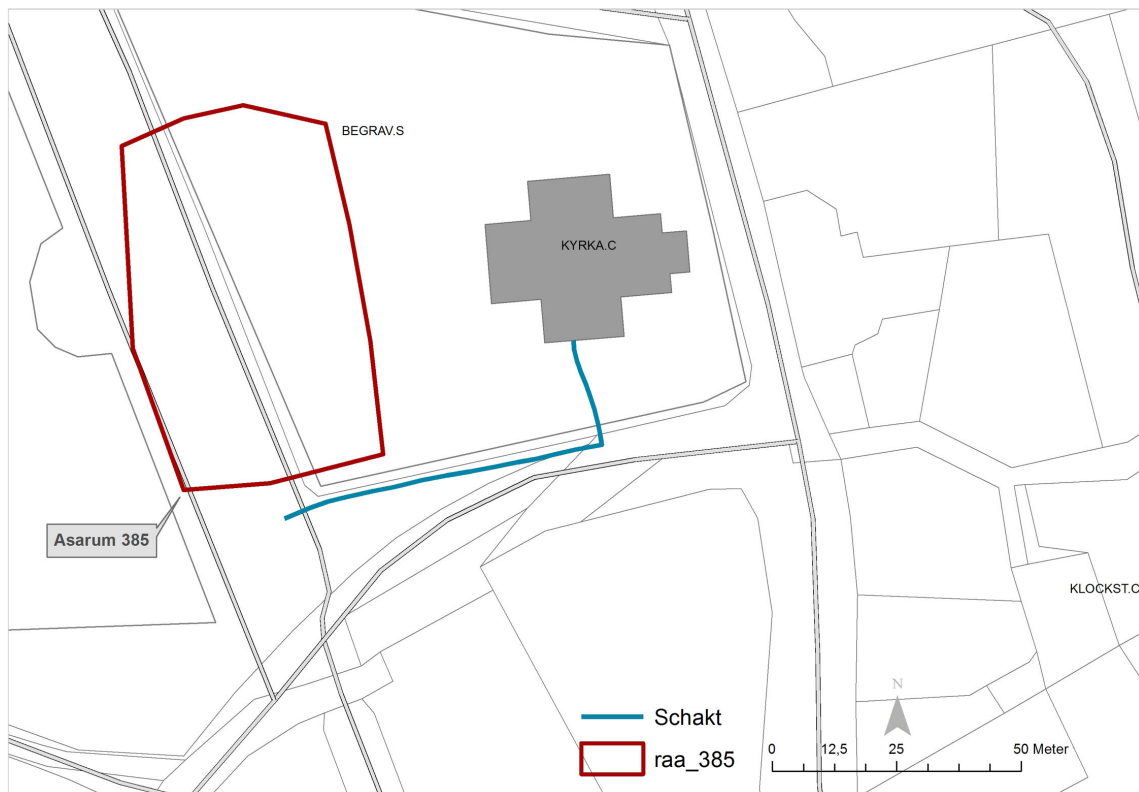 BEGRAV.S
KYRKA.C
Asarum 385
KLOCKST.C
N
Schakt
raa_385
0 12,5 25 50 Meter